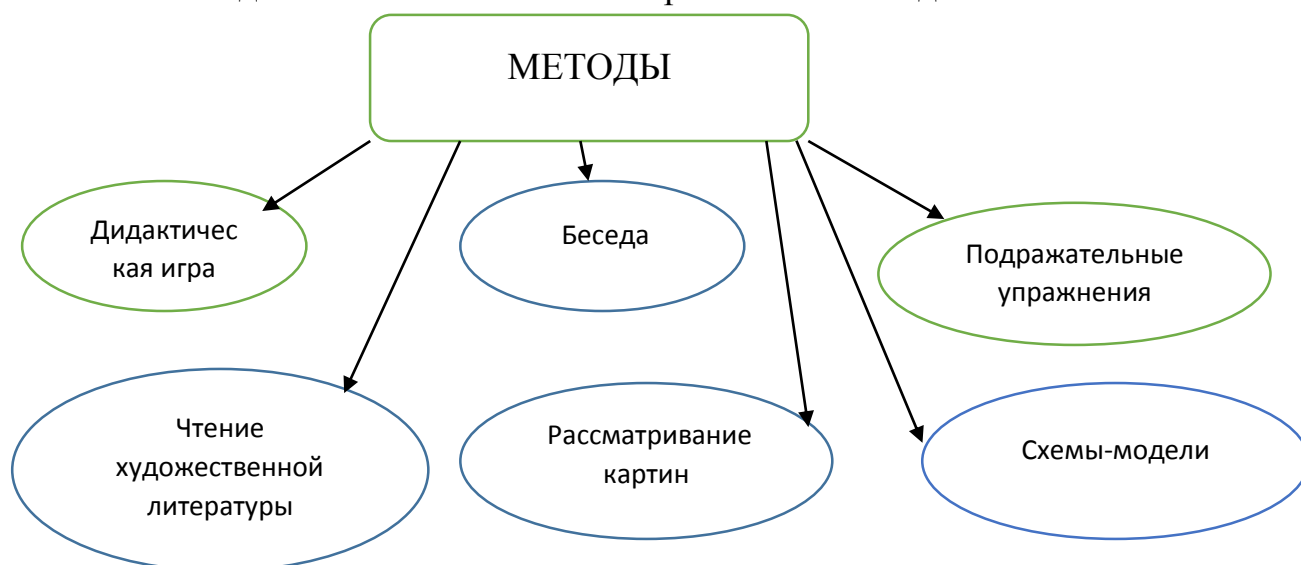 МЕТОДЫ
Дидактичес
кая игра
Беседа
Подражательные
упражнения
Чтение
художественной
литературы
Рассматривание
картин
Схемы-модели